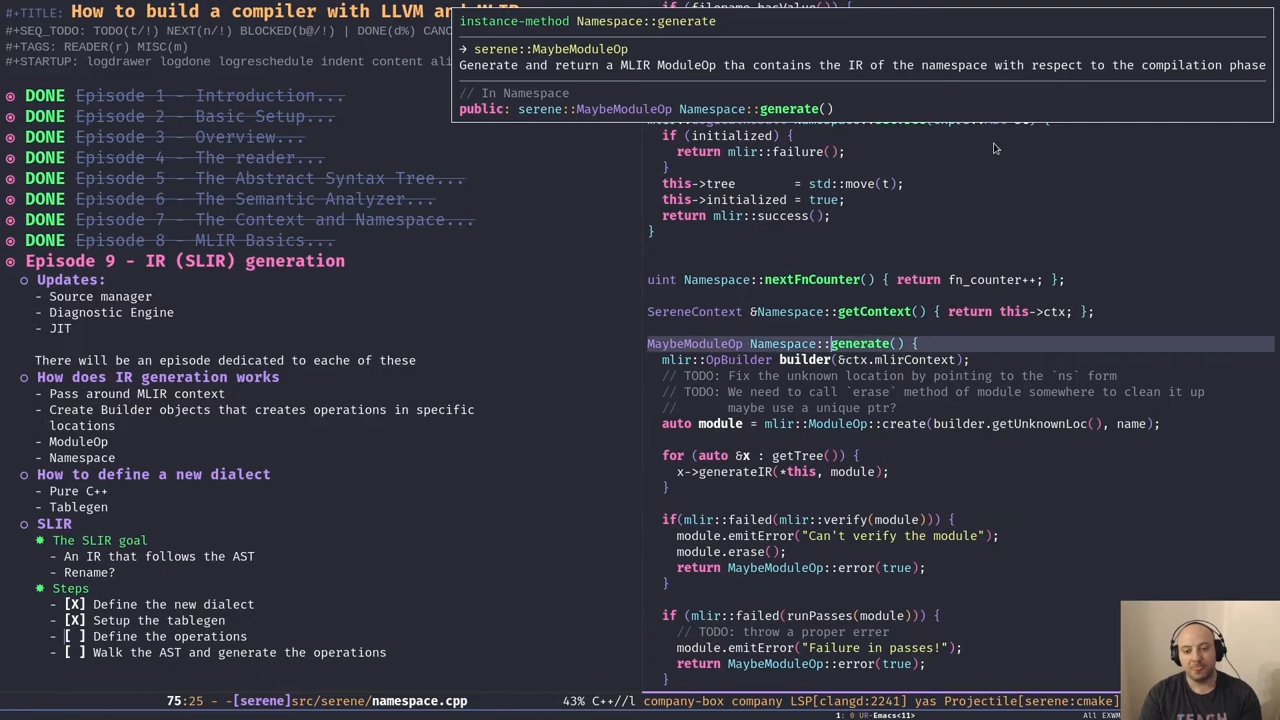 #+TITLE: How to build a compiler with LLVM and MLIR
#+SEQ_TODO: TODO(t/!) NEXT(n/!) BLOCKED(b@/!) | DONE(d%) CANC
#+TAGS: READER(r) MISC(m)
#+STARTUP: logdrawer logdone logreschedule indent content ali
DONE Episode 1 - Introduction...
DONE Episode 2 - Basic Setup...
DONE Episode 3 - Overview...
DONE Episode 4 - The reader...
DONE Episode 5 - The Abstract Syntax Tree...
DONE Episode 6 - The Semantic Analyzer...
DONE Episode 7 - The Context and Namespace...
DONE Episode 8 - MLIR Basics...
Episode 9 - IR (SLIR) generation
Updates:
- Source manager
- Diagnostic Engine
- JIT
There will be an episode dedicated to eache of these
How does IR generation works
- Pass around MLIR context
- Create Builder objects that creates operations in specific
locations
- ModuleOp
- Namespace
How to define a new dialect
- Pure C++
- Tablegen
SLIR
The SLIR goal
- An IR that follows the AST
- Rename?
Steps
- [X] Define the new dialect
- [X] Setup the tablegen
- [ ] Define the operations
- [ ] Walk the AST and generate the operations
instance-method Namespace::generate
→ serene::MaybeModuleOp
Generate and return a MLIR ModuleOp tha contains the IR of the namespace with respect to the compilation phase
// In Namespace
public: serene::MaybeModuleOp Namespace::generate()
if (initialized) {
return mlir::failure();
}
this->tree = std::move(t);
this->initialized = true;
return mlir::success();
}
uint Namespace::nextFnCounter() { return fn_counter++; };
SereneContext &Namespace::getContext() { return this->ctx; };
MaybeModuleOp Namespace::generate() {
mlir::OpBuilder builder(&ctx.mlirContext);
// TODO: Fix the unknown location by pointing to the `ns` form
// TODO: We need to call `erase` method of module somewhere to clean it up
// maybe use a unique ptr?
auto module = mlir::ModuleOp::create(builder.getUnknownLoc(), name);
for (auto &x : getTree()) {
x->generateIR(*this, module);
}
if(mlir::failed(mlir::verify(module))) {
module.emitError("Can't verify the module");
module.erase();
return MaybeModuleOp::error(true);
}
if (mlir::failed(runPasses(module))) {
// TODO: throw a proper errer
module.emitError("Failure in passes!");
return MaybeModuleOp::error(true);
}
75:25 - -[serene]src/serene/namespace.cpp 43% C++//l company-box company LSP[clangd:2241] yas Projectile[serene:cmake]
1: 0 UR-Emacs<11> All EXWM